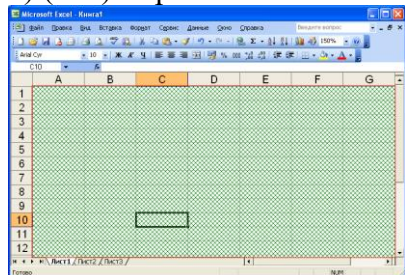 Microsoft Excel - Книга1
Файл Правка Вид Вставка Формат Сервис Данные Окно Справка Введите вопрос
150%
Arial Cyr 10 Ж К Ч
C10 fx
A B C D E F G
1
2
3
4
5
6
7
8
9
10
11
12
Лист1 Лист2 Лист3
Готово NUM